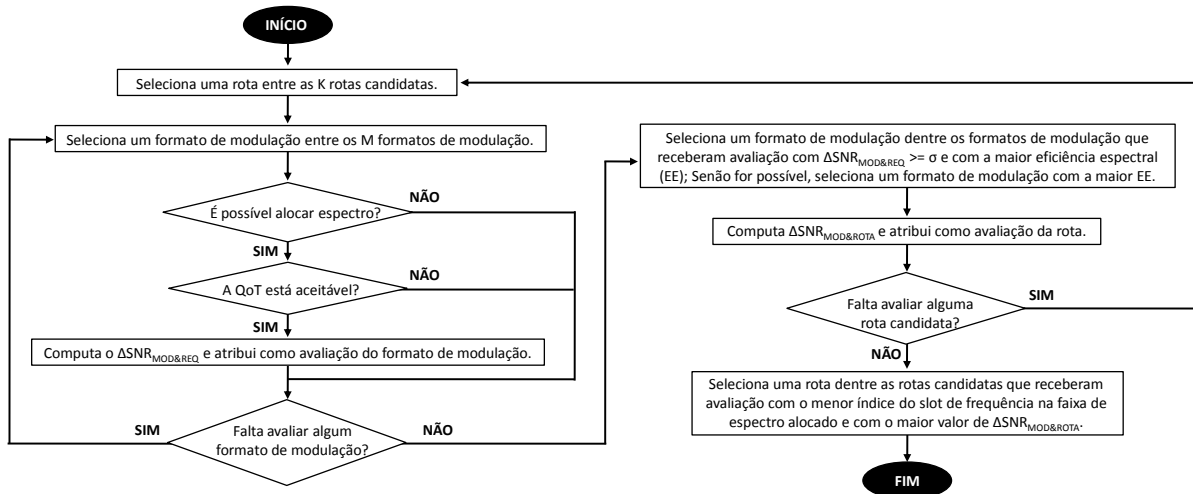 INÍCIO
Seleciona uma rota entre as K rotas candidatas.
Seleciona um formato de modulação entre os M formatos de modulação.
É possível alocar espectro?
NÃO
SIM
A QoT está aceitável?
NÃO
SIM
Computa o ΔSNR_MOD&REQ e atribui como avaliação do formato de modulação.
Falta avaliar algum
formato de modulação?
SIM
NÃO
Seleciona um formato de modulação dentre os formatos de modulação que
receberam avaliação com ΔSNR_MOD&REQ >= σ e com a maior eficiência espectral
(EE); Senão for possível, seleciona um formato de modulação com a maior EE.
Computa ΔSNR_MOD&ROTA e atribui como avaliação da rota.
Falta avaliar alguma
rota candidata?
SIM
NÃO
Seleciona uma rota dentre as rotas candidatas que receberam
avaliação com o menor índice do slot de frequência na faixa de
espectro alocado e com o maior valor de ΔSNR_MOD&ROTA.
FIM